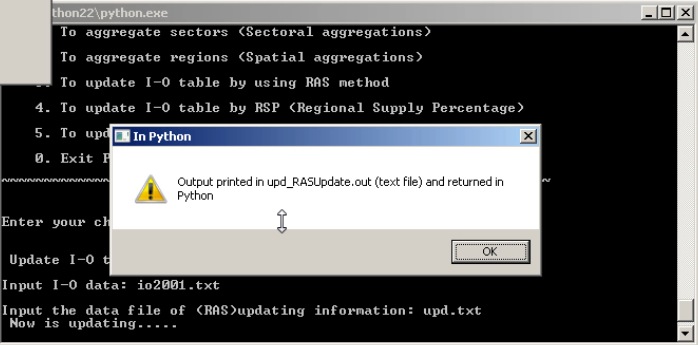 thon22\python.exe
To aggregate sectors (Sectoral aggregations)
To aggregate regions (Spatial aggregations)
To update I-O table by using RAS method
4. To update I-O table by RSP (Regional Supply Percentage)
5. To upd
In Python
0. Exit P
Output printed in upd_RASUpdate.out (text file) and returned in
Python
Enter your ch
OK
Update I-O t
Input I-O data: io2001.txt
Input the data file of (RAS)updating information: upd.txt
Now is updating.....